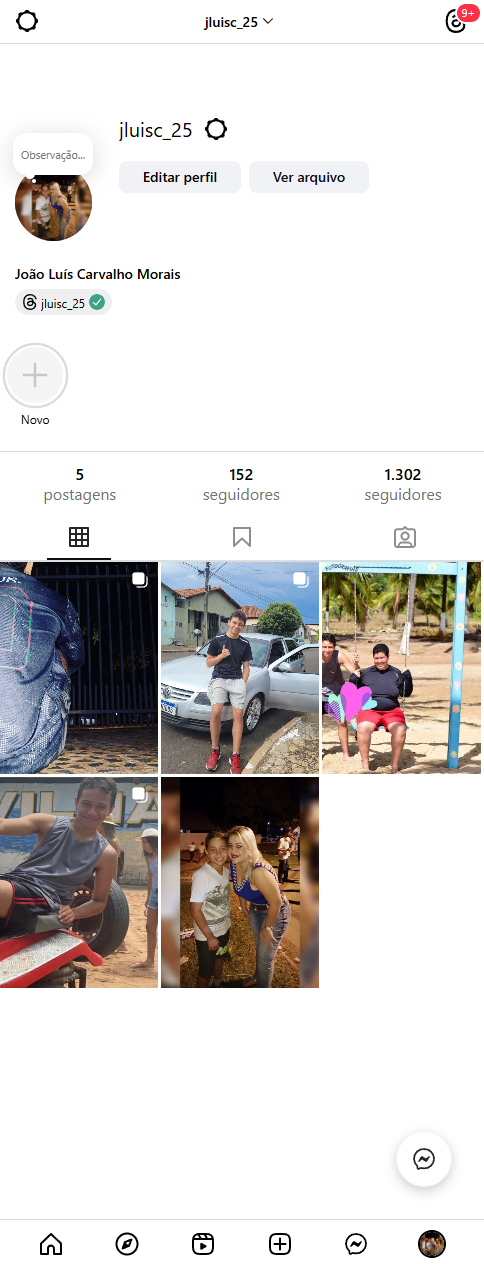 jluisc_25
9+
jluisc_25
Observação...
Editar perfil
Ver arquivo
João Luís Carvalho Morais
jluisc_25
Novo
5
postagens
152
seguidores
1.302
seguidores